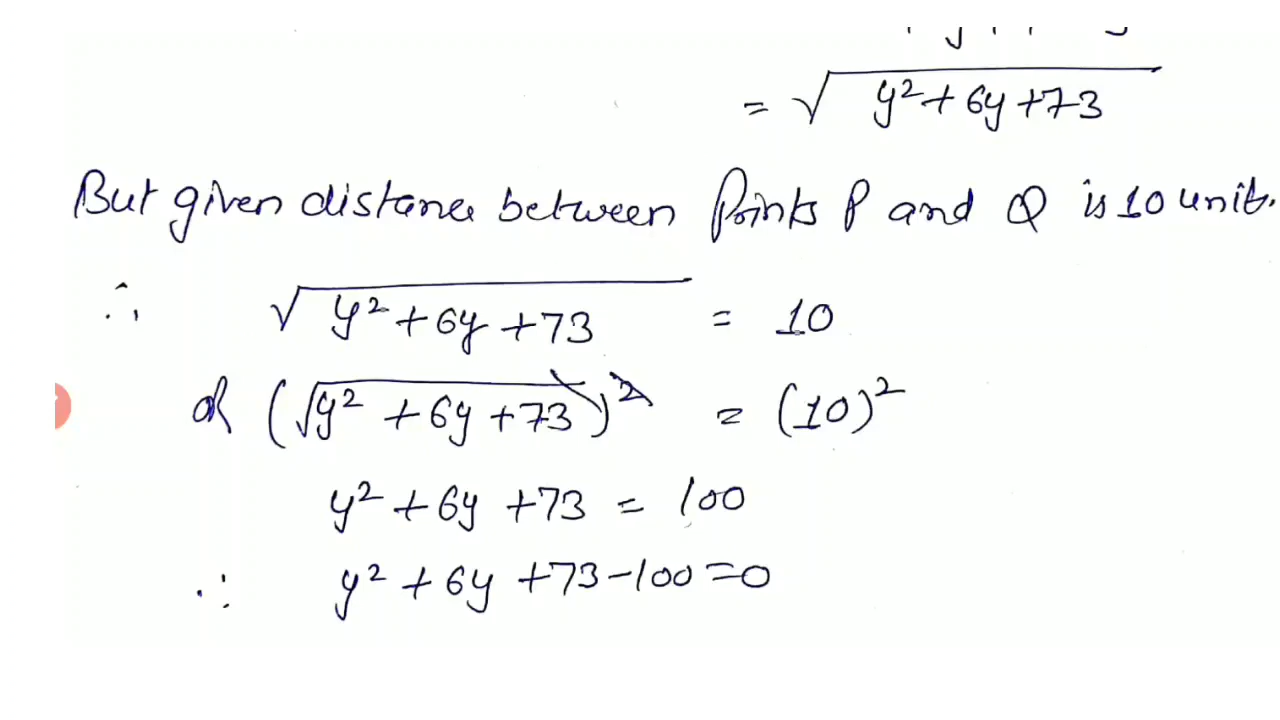 = √y² + 6y + 73
But given distance between Points P and Q is 10 unit.
∴ √y² + 6y + 73 = 10
or (√y² + 6y + 73)² = (10)²
y² + 6y + 73 = 100
∴ y² + 6y + 73 - 100 = 0